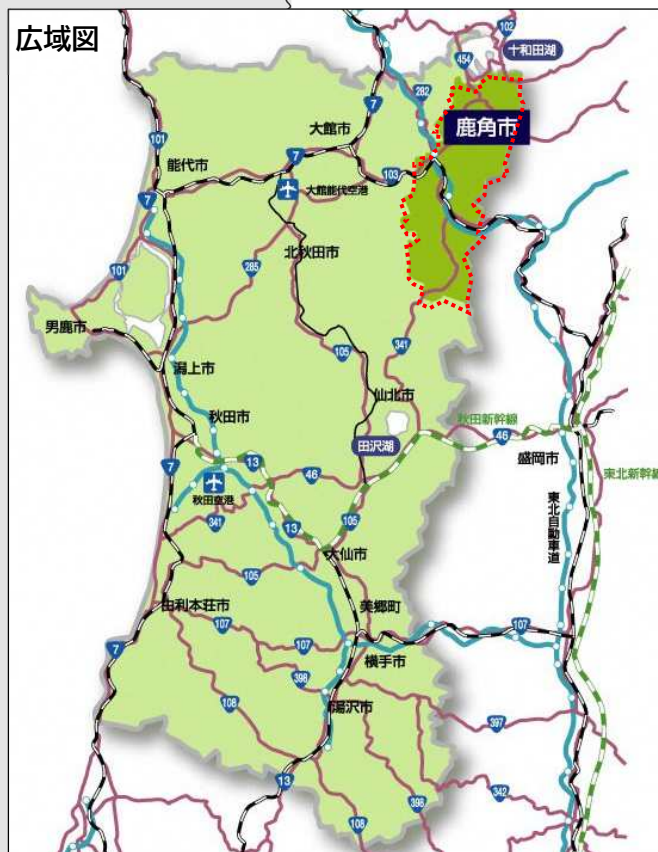 広域図
102
十和田湖
454
282
7
鹿角市
大館市
101
7
能代市
103
大館能代空港
7
北秋田市
101
285
男鹿市
341
105
潟上市
仙北市
秋田市
秋田新幹線
46
田沢湖
13
盛岡市
7
46
東北新幹線
秋田空港
105
341
13
東北自動車道
大仙市
105
美郷町
由利本荘市
107
107
7
107
横手市
398
108
湯沢市
397
13
342
398
108